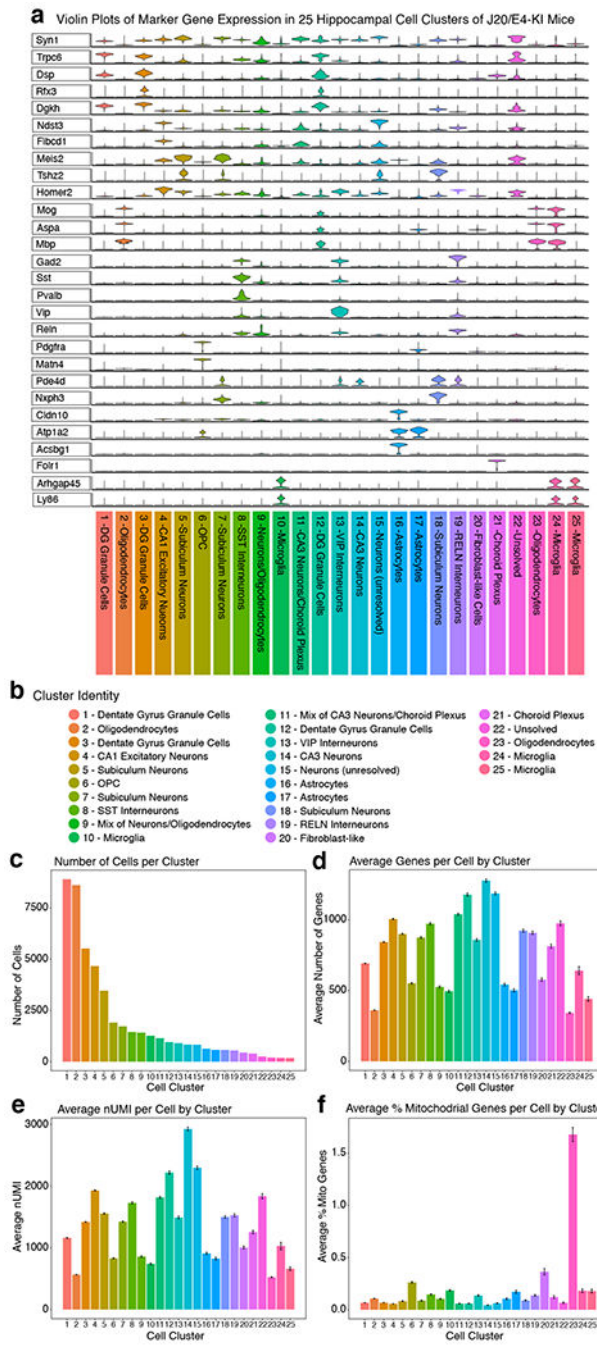 a
Violin Plots of Marker Gene Expression in 25 Hippocampal Cell Clusters of J20/E4-KI Mice
Syn1
Trpc6
Dsp
Rfx3
Dgkh
Ndst3
Fibcd1
Meis2
Tshz2
Homer2
Mog
Aspa
Mbp
Gad2
Sst
Pvalb
Vip
Reln
Pdgfra
Matn4
Pde4d
Nxph3
Cldn10
Atp1a2
Acsbg1
Folr1
Arhgap45
Ly86
1 -DG Granule Cells
2 -Oligodendrocytes
3 -DG Granule Cells
4 -CA1 Excitatory Nueorns
5 -Subiculum Neurons
6 -OPC
7 -Subiculum Neurons
8 -SST Interneurons
9 -Neurons/Oligodendrocytes
10 -Microglia
11 -CA3 Neurons/Choroid Plexus
12 -DG Granule Cells
13 -VIP Interneurons
14 -CA3 Neurons
15 -Neurons (unresolved)
16 -Astrocytes
17 -Astrocytes
18 -Subiculum Neurons
19 -RELN Interneurons
20 -Fibroblast-like Cells
21 -Choroid Plexus
22 -Unsolved
23 -Oligodendrocytes
24 -Microglia
25 -Microglia
b
Cluster Identity
1 - Dentate Gyrus Granule Cells
2 - Oligodendrocytes
3 - Dentate Gyrus Granule Cells
4 - CA1 Excitatory Neurons
5 - Subiculum Neurons
6 - OPC
7 - Subiculum Neurons
8 - SST Interneurons
9 - Mix of Neurons/Oligodendrocytes
10 - Microglia
11 - Mix of CA3 Neurons/Choroid Plexus
12 - Dentate Gyrus Granule Cells
13 - VIP Interneurons
14 - CA3 Neurons
15 - Neurons (unresolved)
16 - Astrocytes
17 - Astrocytes
18 - Subiculum Neurons
19 - RELN Interneurons
20 - Fibroblast-like
21 - Choroid Plexus
22 - Unsolved
23 - Oligodendrocytes
24 - Microglia
25 - Microglia
c
Number of Cells per Cluster
Number of Cells
7500
5000
2500
0
1 2 3 4 5 6 7 8 9 10 11 12 13 14 15 16 17 18 19 20 21 22 23 24 25
Cell Cluster
d
Average Genes per Cell by Cluster
Average Number of Genes
1000
500
0
1 2 3 4 5 6 7 8 9 10 11 12 13 14 15 16 17 18 19 20 21 22 23 24 25
Cell Cluster
e
Average nUMI per Cell by Cluster
Average nUMI
3000
2000
1000
0
1 2 3 4 5 6 7 8 9 10 11 12 13 14 15 16 17 18 19 20 21 22 23 24 25
Cell Cluster
f
Average % Mitochodrial Genes per Cell by Cluste
Average % Mito Genes
1.5
1.0
0.5
0.0
1 2 3 4 5 6 7 8 9 10 11 12 13 14 15 16 17 18 19 20 21 22 23 24 25
Cell Cluster